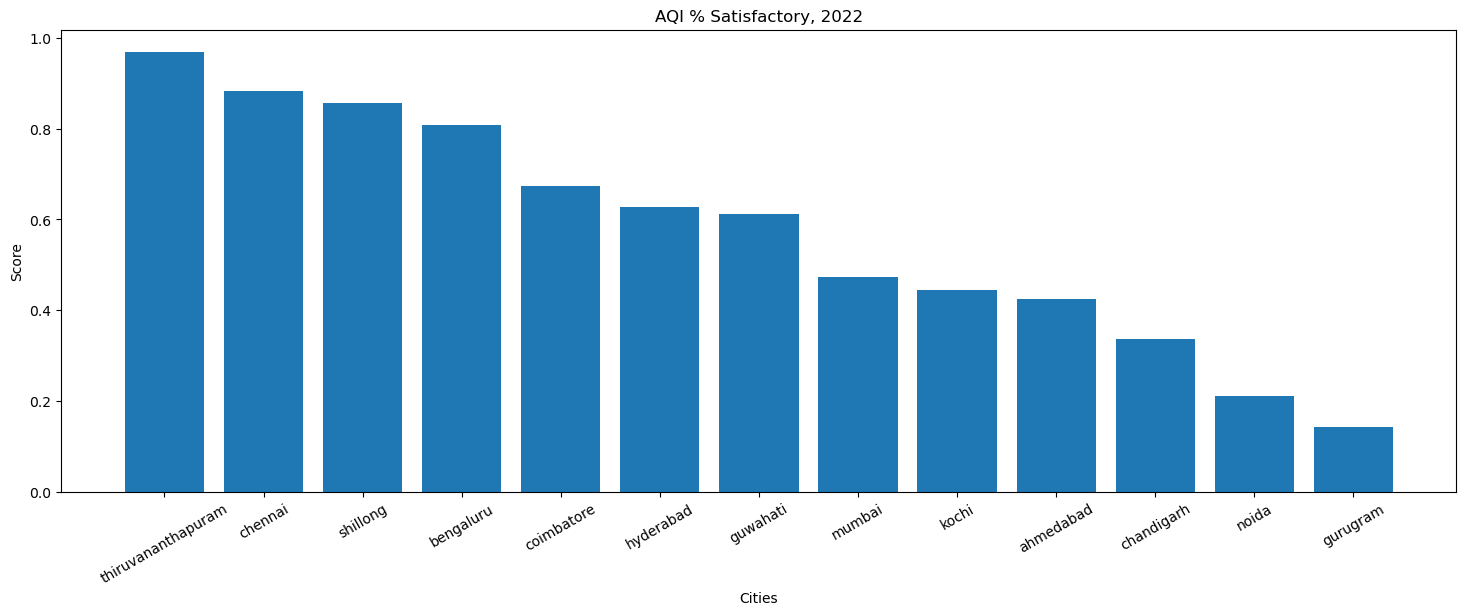 AQI % Satisfactory, 2022
Score
1.0
0.8
0.6
0.4
0.2
0.0
thiruvananthapuram
chennai
shillong
bengaluru
coimbatore
hyderabad
guwahati
mumbai
kochi
ahmedabad
chandigarh
noida
gurugram
Cities